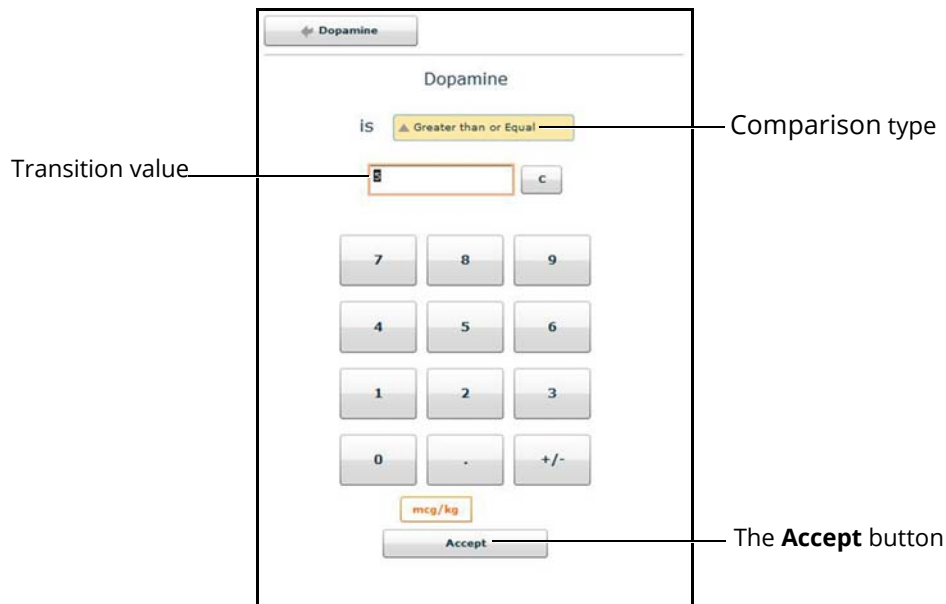 Dopamine
Dopamine
is Greater than or Equal
Comparison type
Transition value
5 C
7 8 9
4 5 6
1 2 3
0 . +/-
mcg/kg
Accept
The Accept button